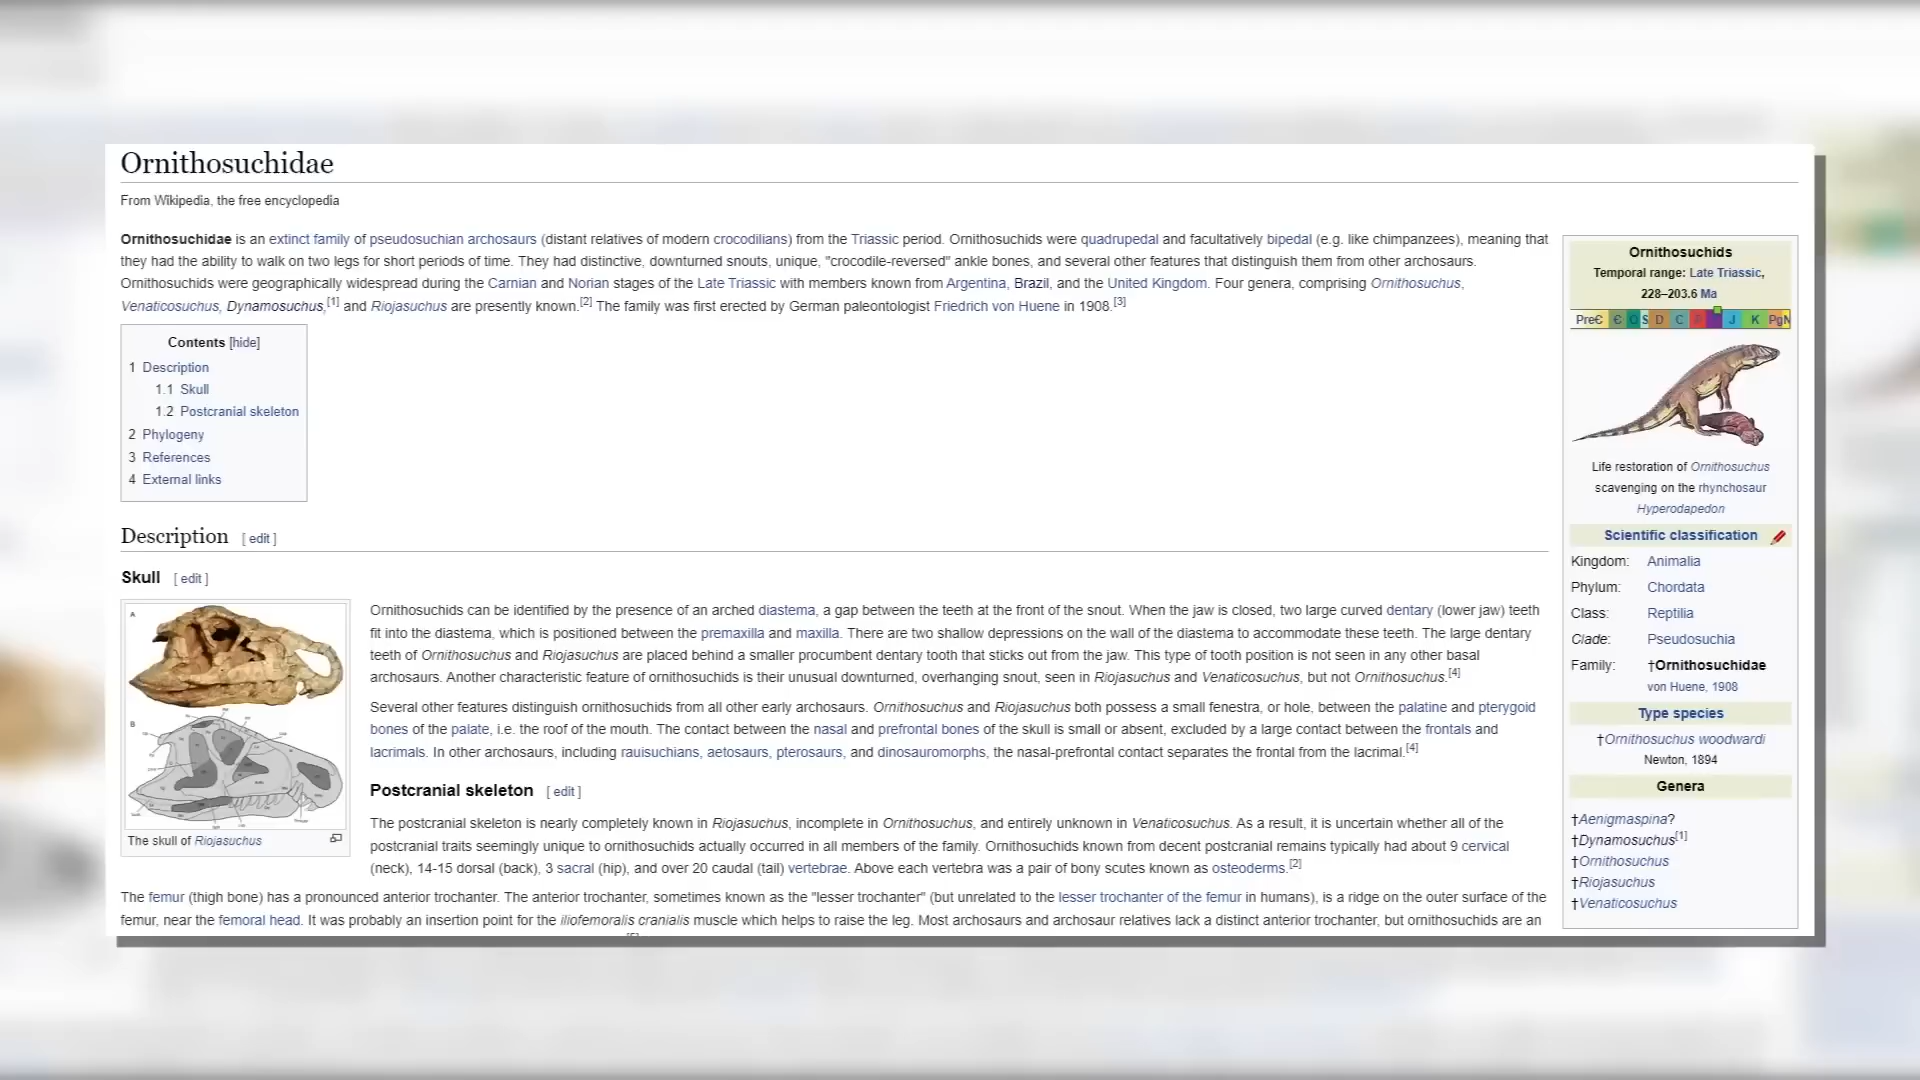 Ornithosuchidae
From Wikipedia, the free encyclopedia
Ornithosuchidae is an extinct family of pseudosuchian archosaurs (distant relatives of modern crocodilians) from the Triassic period. Ornithosuchids were quadrupedal and facultatively bipedal (e.g. like chimpanzees), meaning that
they had the ability to walk on two legs for short periods of time. They had distinctive, downturned snouts, unique, "crocodile-reversed" ankle bones, and several other features that distinguish them from other archosaurs.
Ornithosuchids were geographically widespread during the Carnian and Norian stages of the Late Triassic with members known from Argentina, Brazil, and the United Kingdom. Four genera, comprising Ornithosuchus,
Venaticosuchus, Dynamosuchus,[1] and Riojasuchus are presently known.[2] The family was first erected by German paleontologist Friedrich von Huene in 1908.[3]
Contents [hide]
1 Description
1.1 Skull
1.2 Postcranial skeleton
2 Phylogeny
3 References
4 External links
Description [ edit ]
Skull [ edit ]
A
B
The skull of Riojasuchus
Ornithosuchids can be identified by the presence of an arched diastema, a gap between the teeth at the front of the snout. When the jaw is closed, two large curved dentary (lower jaw) teeth
fit into the diastema, which is positioned between the premaxilla and maxilla. There are two shallow depressions on the wall of the diastema to accommodate these teeth. The large dentary
teeth of Ornithosuchus and Riojasuchus are placed behind a smaller procumbent dentary tooth that sticks out from the jaw. This type of tooth position is not seen in any other basal
archosaurs. Another characteristic feature of ornithosuchids is their unusual downturned, overhanging snout, seen in Riojasuchus and Venaticosuchus, but not Ornithosuchus.[4]
Several other features distinguish ornithosuchids from all other early archosaurs. Ornithosuchus and Riojasuchus both possess a small fenestra, or hole, between the palatine and pterygoid
bones of the palate, i.e. the roof of the mouth. The contact between the nasal and prefrontal bones of the skull is small or absent, excluded by a large contact between the frontals and
lacrimals. In other archosaurs, including rauisuchians, aetosaurs, pterosaurs, and dinosauromorphs, the nasal-prefrontal contact separates the frontal from the lacrimal.[4]
Postcranial skeleton [ edit ]
The postcranial skeleton is nearly completely known in Riojasuchus, incomplete in Ornithosuchus, and entirely unknown in Venaticosuchus. As a result, it is uncertain whether all of the
postcranial traits seemingly unique to ornithosuchids actually occurred in all members of the family. Ornithosuchids known from decent postcranial remains typically had about 9 cervical
(neck), 14-15 dorsal (back), 3 sacral (hip), and over 20 caudal (tail) vertebrae. Above each vertebra was a pair of bony scutes known as osteoderms.[2]
The femur (thigh bone) has a pronounced anterior trochanter. The anterior trochanter, sometimes known as the "lesser trochanter" (but unrelated to the lesser trochanter of the femur in humans), is a ridge on the outer surface of the
femur, near the femoral head. It was probably an insertion point for the iliofemoralis cranialis muscle which helps to raise the leg. Most archosaurs and archosaur relatives lack a distinct anterior trochanter, but ornithosuchids are an
Ornithosuchids
Temporal range: Late Triassic,
228–203.6 Ma
PreЄ Є O S D C P J K Pg N
Life restoration of Ornithosuchus
scavenging on the rhynchosaur
Hyperodapedon
Scientific classification
Kingdom: Animalia
Phylum: Chordata
Class: Reptilia
Clade: Pseudosuchia
Family: †Ornithosuchidae
von Huene, 1908
Type species
†Ornithosuchus woodwardi
Newton, 1894
Genera
†Aenigmaspina?
†Dynamosuchus[1]
†Ornithosuchus
†Riojasuchus
†Venaticosuchus